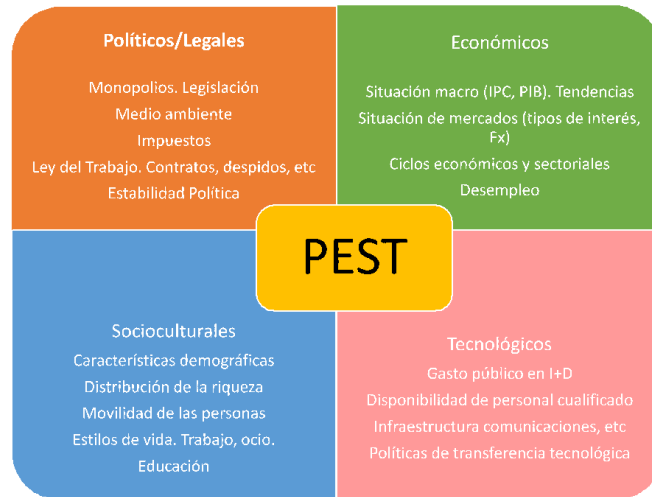 Políticos/Legales
Monopolios. Legislación
Medio ambiente
Impuestos
Ley del Trabajo. Contratos, despidos, etc
Estabilidad Política
Económicos
Situación macro (IPC, PIB). Tendencias
Situación de mercados (tipos de interés,
Fx)
Ciclos económicos y sectoriales
Desempleo
PEST
Socioculturales
Características demográficas
Distribución de la riqueza
Movilidad de las personas
Estilos de vida. Trabajo, ocio.
Educación
Tecnológicos
Gasto público en I+D
Disponibilidad de personal cualificado
Infraestructura comunicaciones, etc
Políticas de transferencia tecnológica